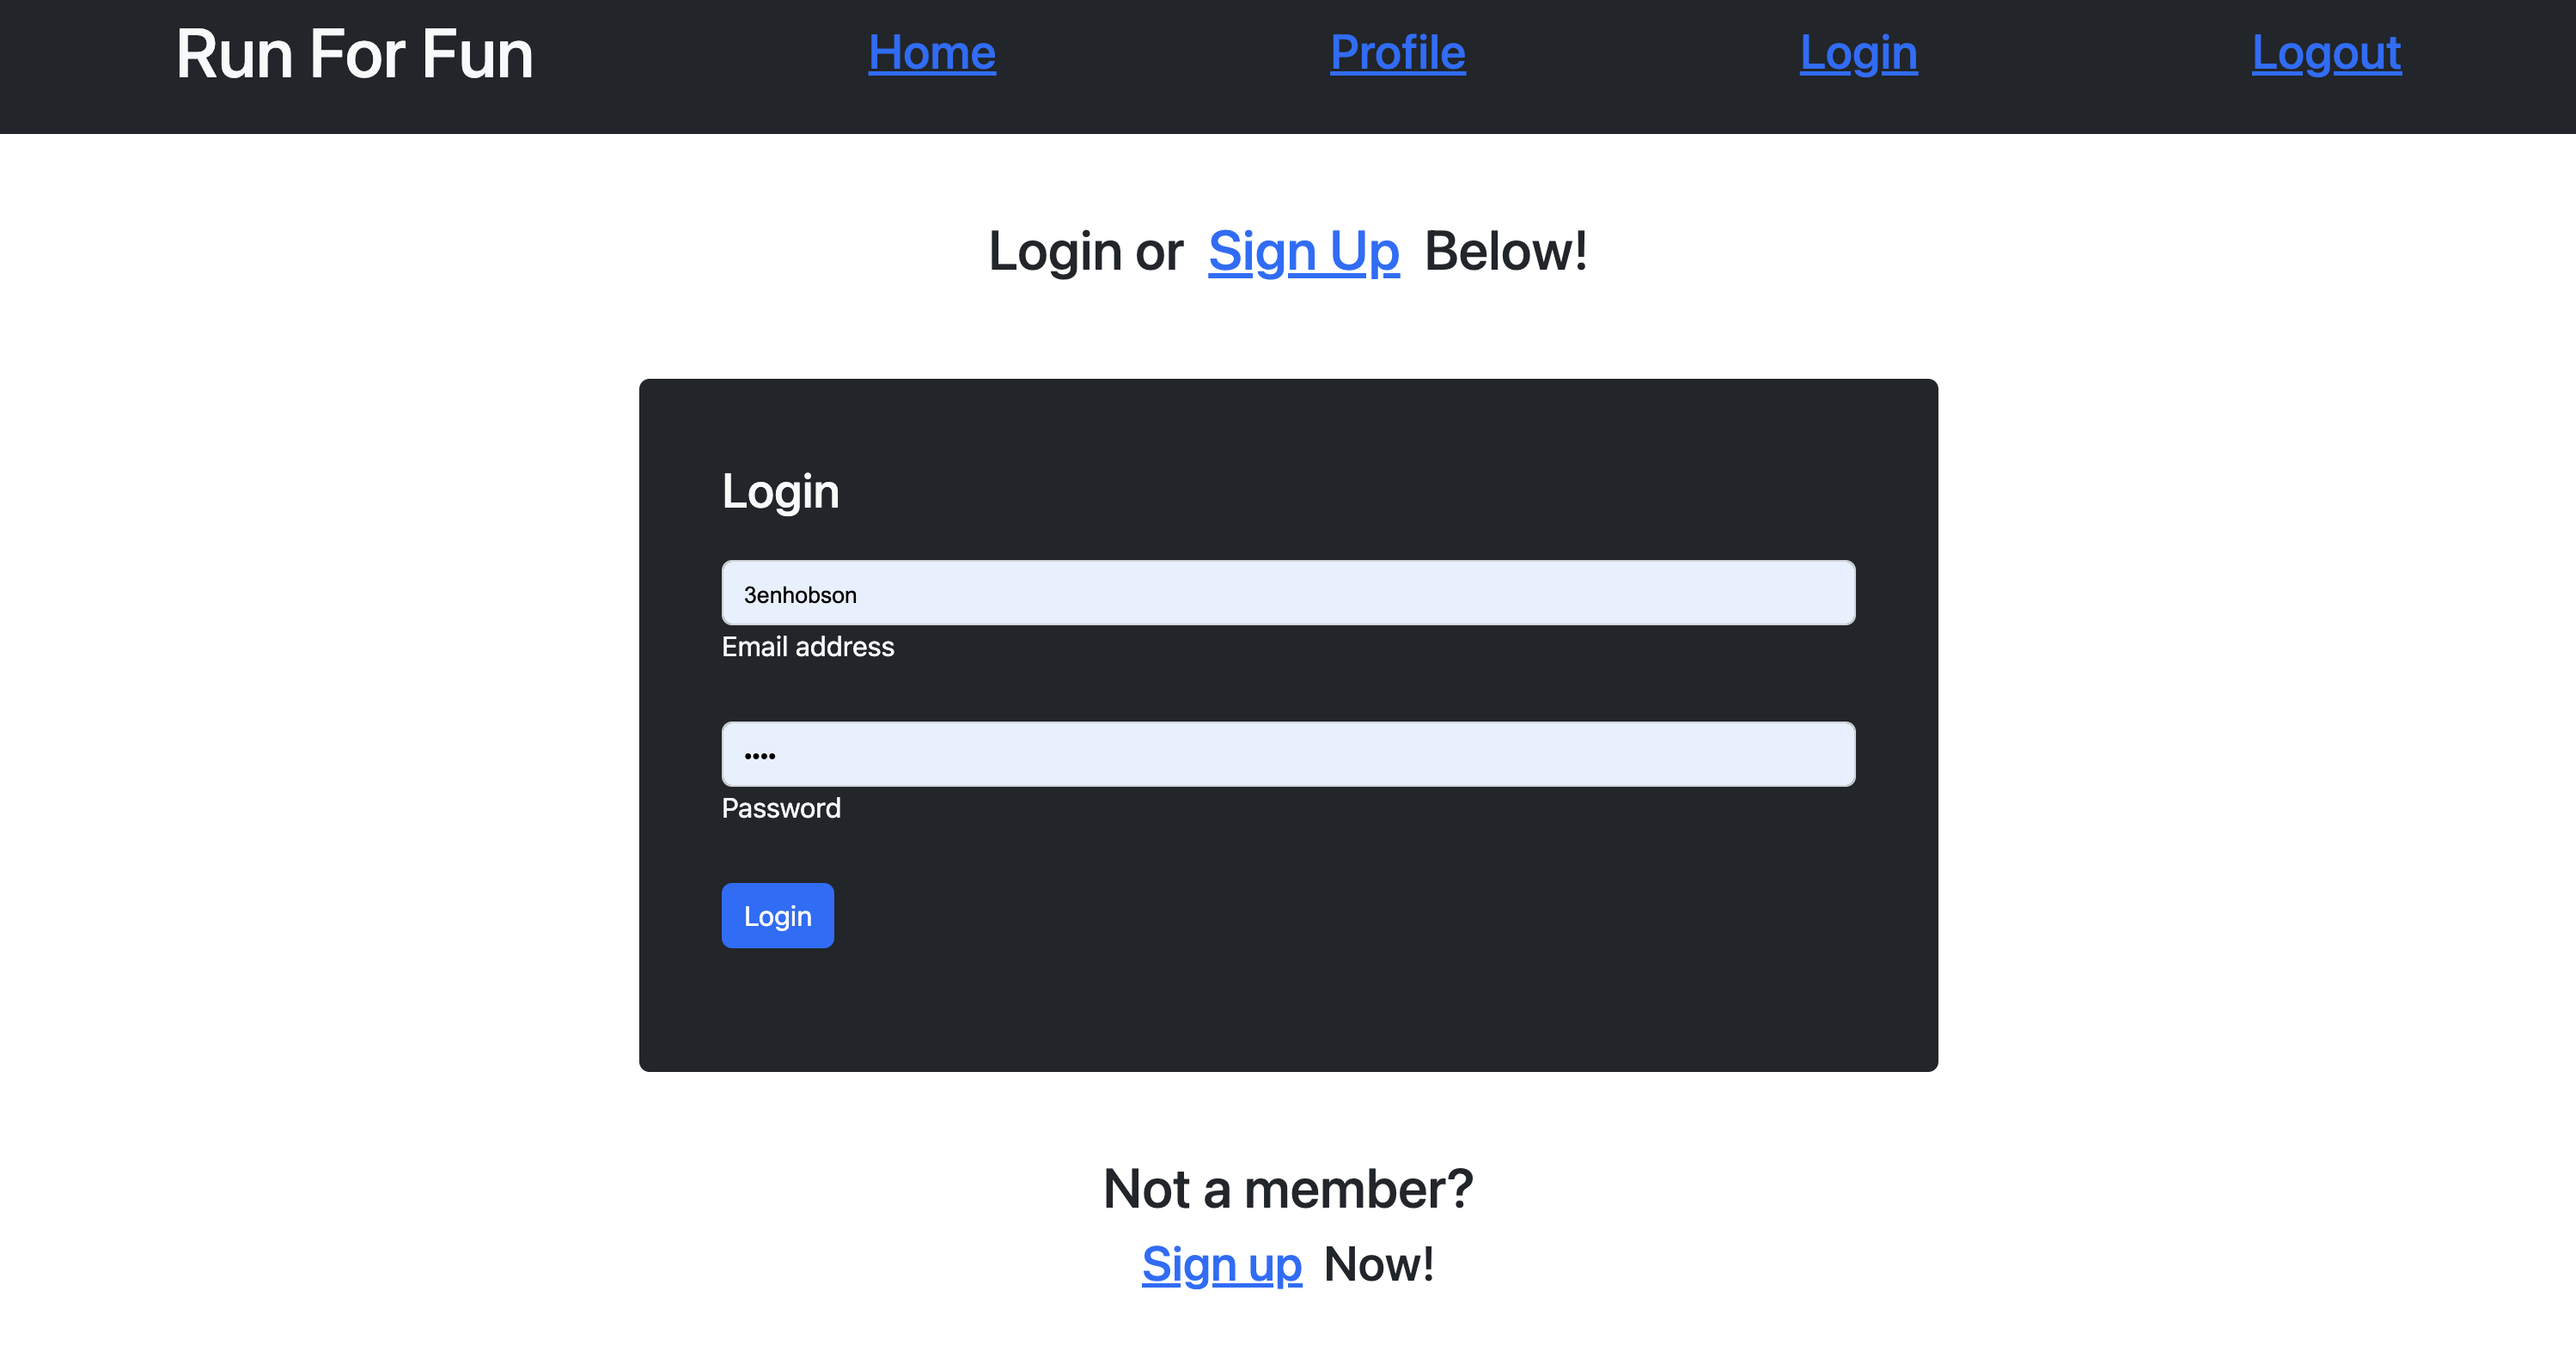 Run For Fun Home Profile Login Logout
Login or Sign Up Below!
Login
3enhobson
Email address
••••
Password
Login
Not a member?
Sign up Now!